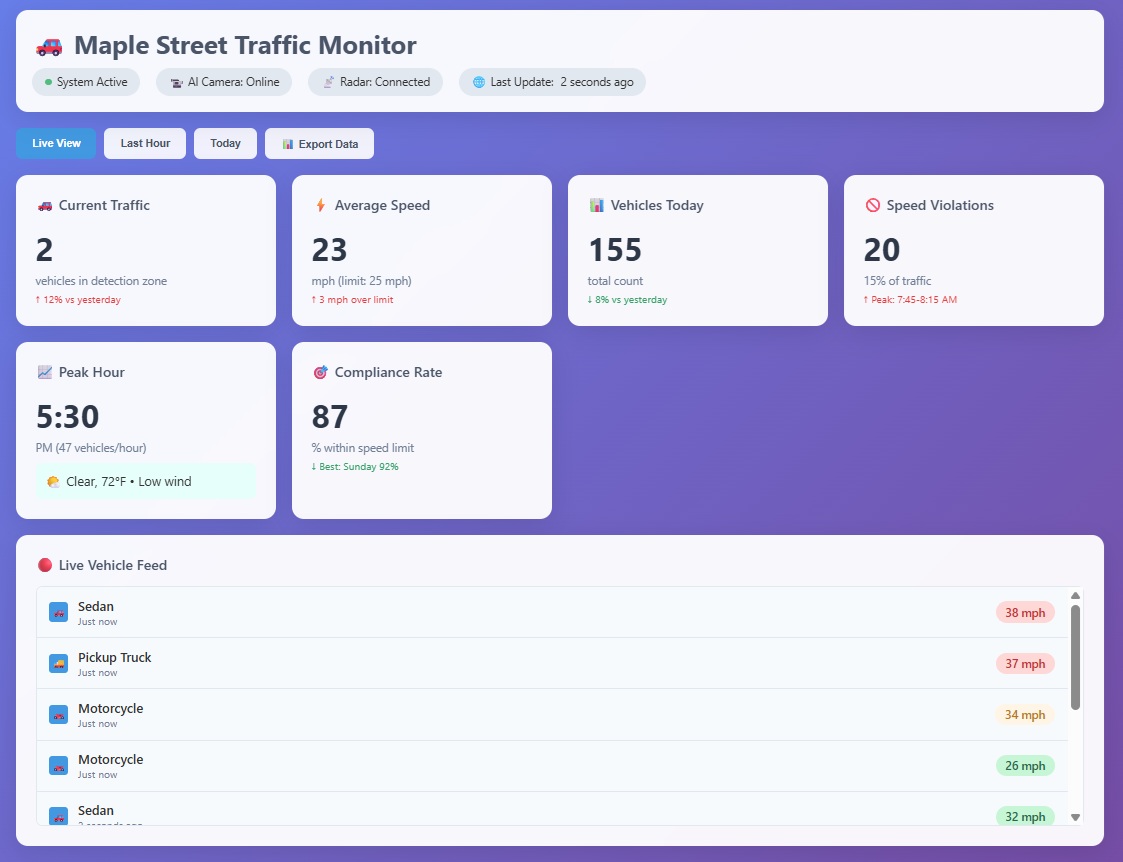 Maple Street Traffic Monitor
System Active
AI Camera: Online
Radar: Connected
Last Update: 2 seconds ago
Live View
Last Hour
Today
Export Data
Current Traffic
2
vehicles in detection zone
↑ 12% vs yesterday
Average Speed
23
mph (limit: 25 mph)
↑ 3 mph over limit
Vehicles Today
155
total count
↓ 8% vs yesterday
Speed Violations
20
15% of traffic
↑ Peak: 7:45-8:15 AM
Peak Hour
5:30
PM (47 vehicles/hour)
Clear, 72°F • Low wind
Compliance Rate
87
% within speed limit
↓ Best: Sunday 92%
Live Vehicle Feed
Sedan
Just now
38 mph
Pickup Truck
Just now
37 mph
Motorcycle
Just now
34 mph
Motorcycle
Just now
26 mph
Sedan
32 mph